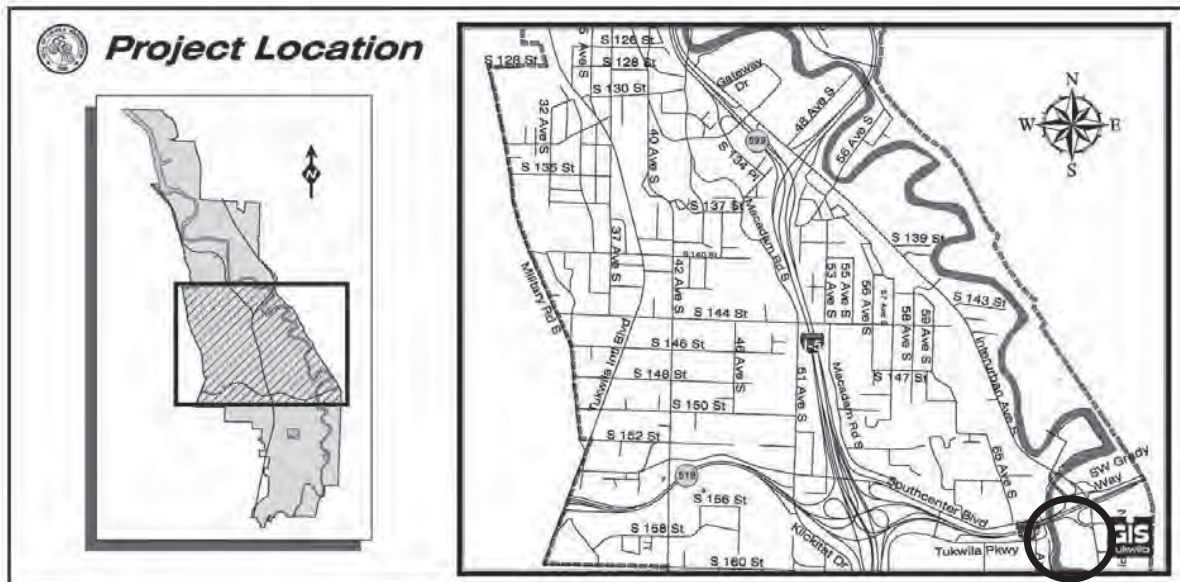 Project Location
N
N
W E
S
S 126 St
S 128 St
S 128 St
S 130 St
Gateway
Dr
32 Ave S
40 Ave S
48 Ave S
56 Ave S
599
S 134 Pl
S 135 St
S 137 St
Macadam Rd S
37 Ave S
42 Ave S
S 140 St
S 139 St
Military Rd S
53 Ave S
55 Ave S
56 Ave S
57 Ave S
58 Ave S
59 Ave S
S 143 St
S 144 St
S 146 St
46 Ave S
Interurban Ave S
S 147 St
S 148 St
Tukwila Intl Blvd
51 Ave S
Macadam Rd S
S 150 St
S 152 St
65 Ave S
SW Grady
Way
518
S 156 St
Southcenter Blvd
S 158 St
Klickitat Dr
Tukwila Pkwy
S 160 St
GIS
Tukwila